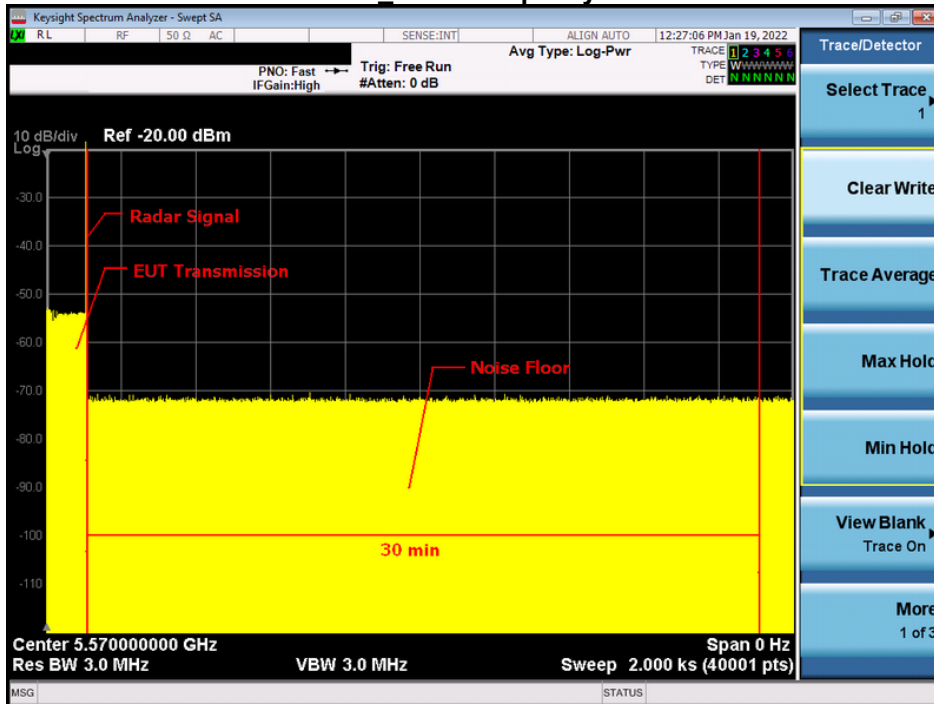 Keysight Spectrum Analyzer - Swept SA
LXI RL RF 50 Ω AC SENSE:INT ALIGN AUTO 12:27:06 PM Jan 19, 2022
Avg Type: Log-Pwr TRACE 1 2 3 4 5 6
PNO: Fast Trig: Free Run TYPE WWWWWW
IFGain:High #Atten: 0 dB DET N N N N N N
10 dB/div Ref -20.00 dBm
Log
-30.0
Radar Signal
-40.0
EUT Transmission
-50.0
-60.0
Noise Floor
-70.0
-80.0
-90.0
-100
30 min
-110
Center 5.570000000 GHz Span 0 Hz
Res BW 3.0 MHz VBW 3.0 MHz Sweep 2.000 ks (40001 pts)
MSG STATUS
Trace/Detector
Select Trace
1
Clear Write
Trace Average
Max Hold
Min Hold
View Blank
Trace On
More
1 of 3